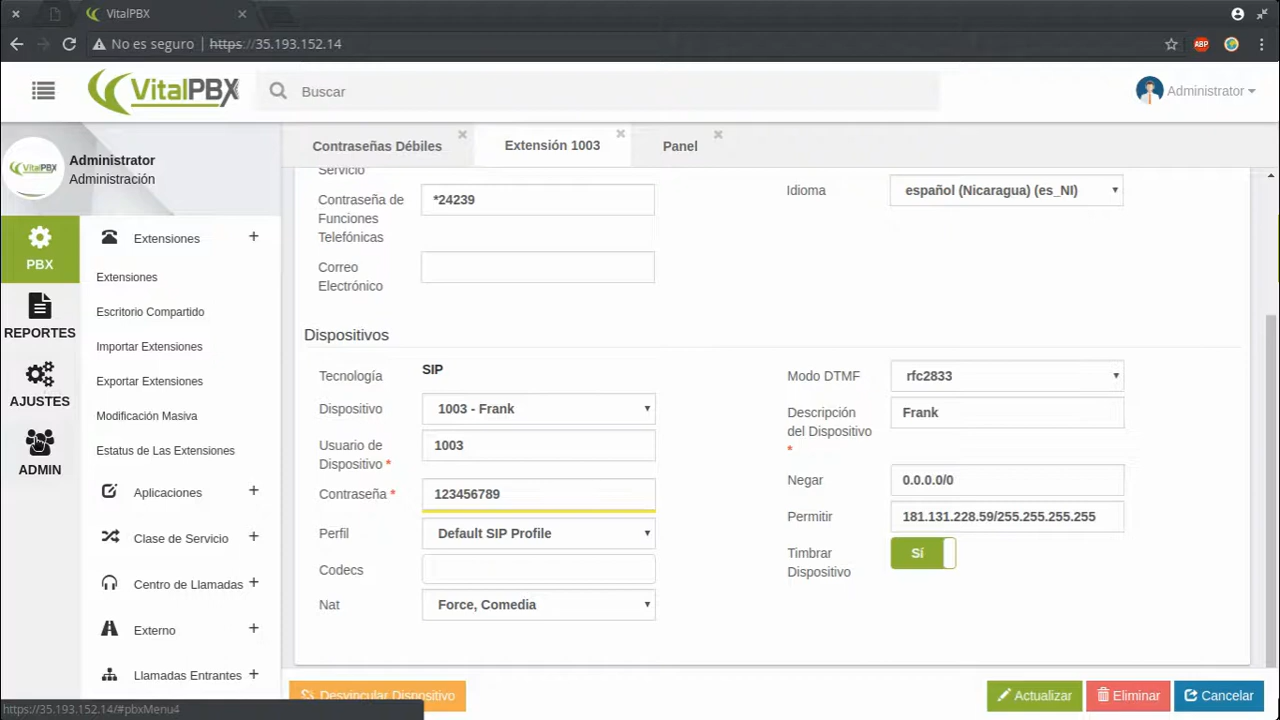 VitalPBX
No es seguro | https://35.193.152.14
ABP
VitalPBX
Buscar
Administrator
VitalPBX
Administrator
Administración
Contraseñas Débiles
Extensión 1003
Panel
PBX
REPORTES
AJUSTES
ADMIN
Extensiones +
Extensiones
Escritorio Compartido
Importar Extensiones
Exportar Extensiones
Modificación Masiva
Estatus de Las Extensiones
Aplicaciones +
Clase de Servicio +
Centro de Llamadas +
Externo +
Llamadas Entrantes +
Servicio
Contraseña de
Funciones
Telefónicas
*24239
Idioma
español (Nicaragua) (es_NI)
Correo
Electrónico
Dispositivos
Tecnología
SIP
Dispositivo
1003 - Frank
Usuario de
Dispositivo *
1003
Contraseña *
123456789
Perfil
Default SIP Profile
Codecs
Nat
Force, Comedia
Modo DTMF
rfc2833
Descripción
del Dispositivo
*
Frank
Negar
0.0.0.0/0
Permitir
181.131.228.59/255.255.255.255
Timbrar
Dispositivo
Sí
Desvincular Dispositivo
Actualizar
Eliminar
Cancelar
https://35.193.152.14/#pbxMenu4